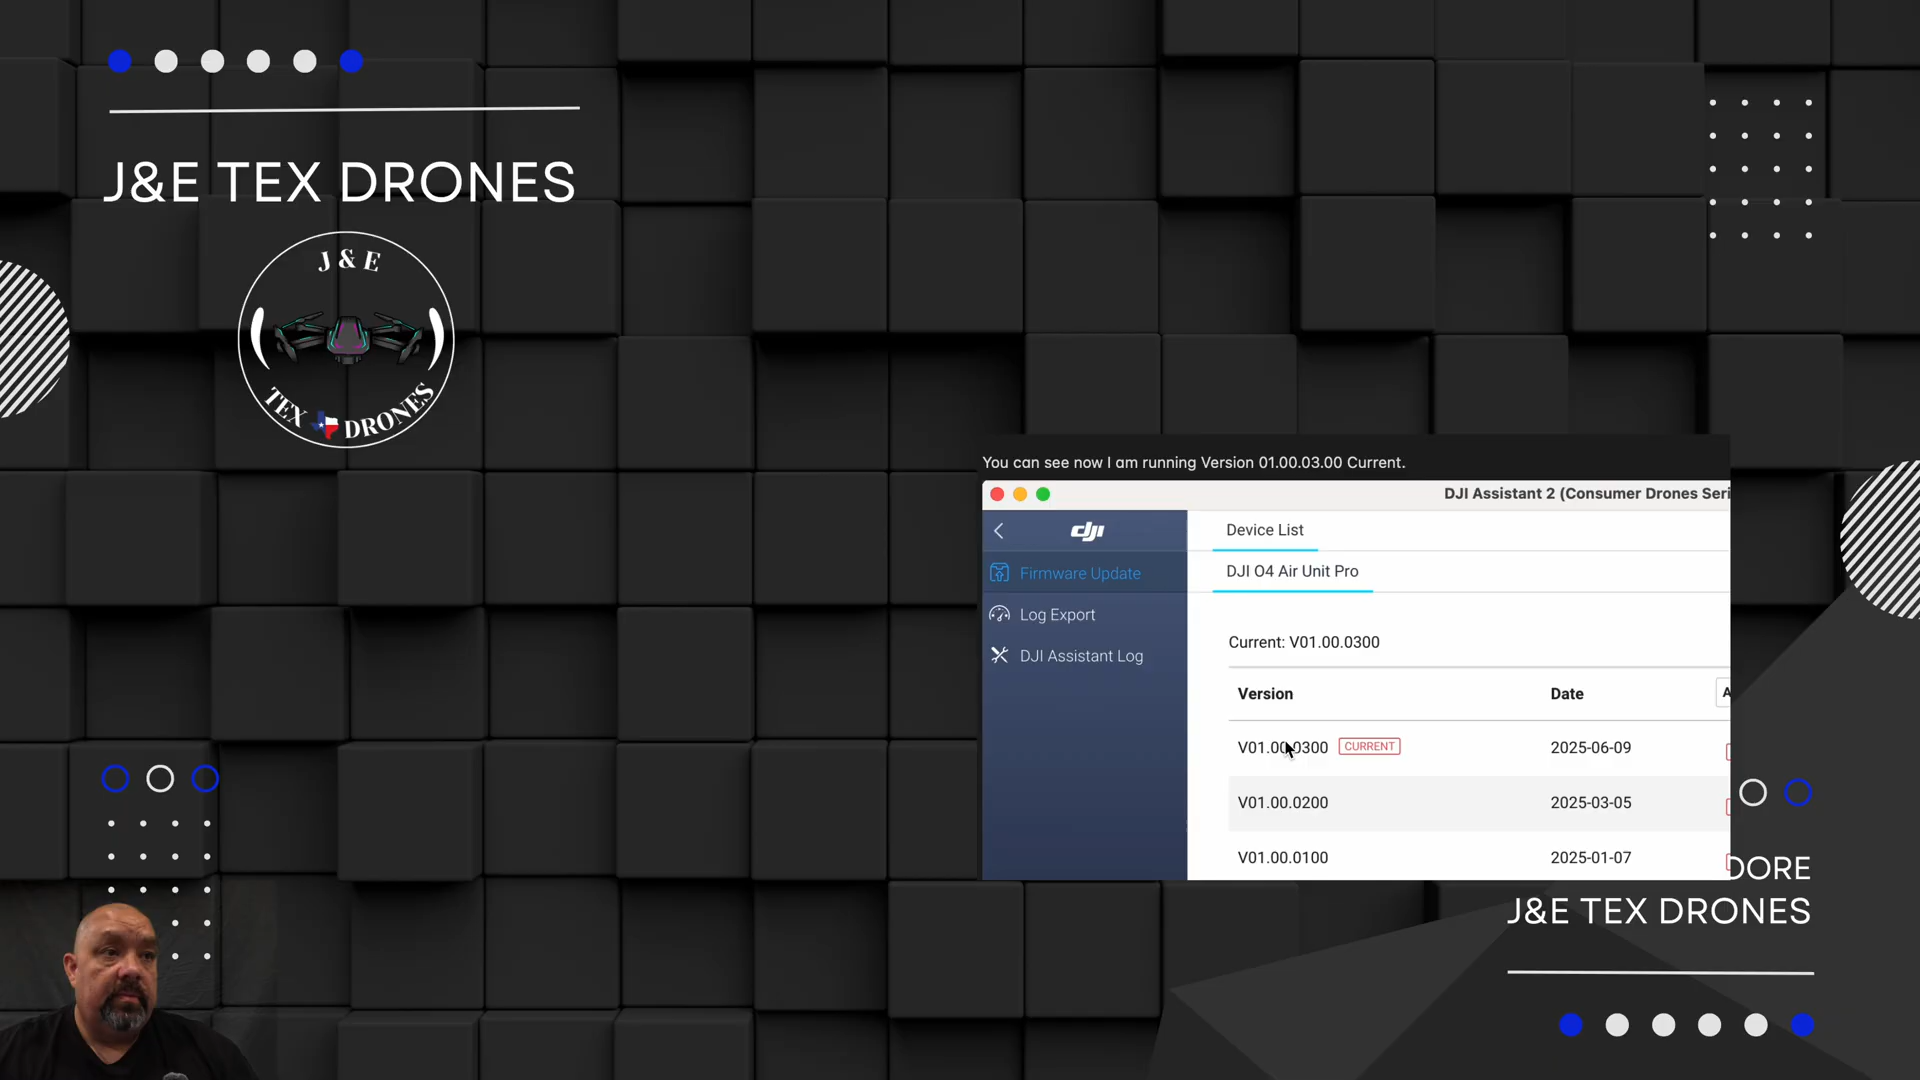 J&E TEX DRONES
J & E
TEX DRONES
You can see now I am running Version 01.00.03.00 Current.
DJI Assistant 2 (Consumer Drones Seri
dji
Device List
Firmware Update
DJI O4 Air Unit Pro
Log Export
Current: V01.00.0300
DJI Assistant Log
Version Date A
V01.00.0300 CURRENT 2025-06-09
V01.00.0200 2025-03-05
V01.00.0100 2025-01-07
DORE
J&E TEX DRONES